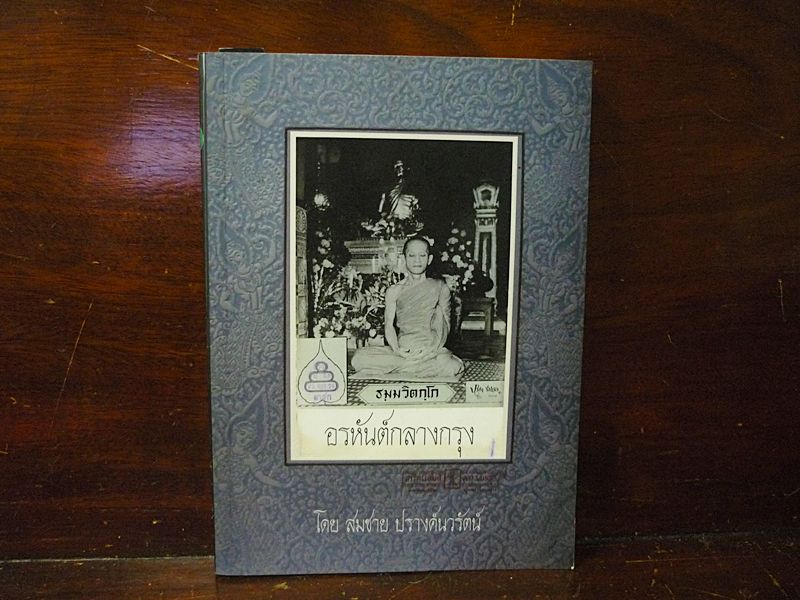 ธมฺมวิตกฺโก
อรหันต์กลางกรุง
โดย สมชาย ปรางค์นวรัตน์